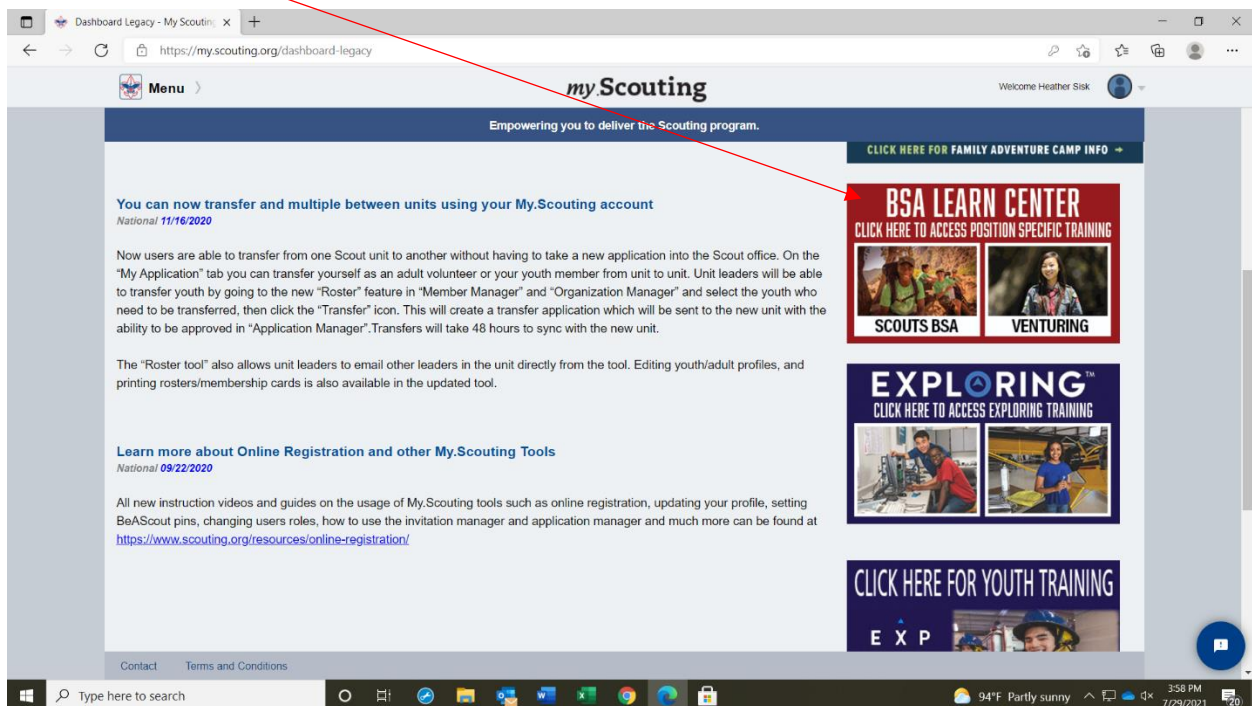 Dashboard Legacy - My Scouting
https://my.scouting.org/dashboard-legacy
Menu
my.Scouting
Welcome Heather Sisk
Empowering you to deliver the Scouting program.
CLICK HERE FOR FAMILY ADVENTURE CAMP INFO
You can now transfer and multiple between units using your My.Scouting account
National 11/16/2020
Now users are able to transfer from one Scout unit to another without having to take a new application into the Scout office. On the
"My Application" tab you can transfer yourself as an adult volunteer or your youth member from unit to unit. Unit leaders will be able
to transfer youth by going to the new "Roster" feature in "Member Manager" and "Organization Manager" and select the youth who
need to be transferred, then click the "Transfer" icon. This will create a transfer application which will be sent to the new unit with the
ability to be approved in "Application Manager".Transfers will take 48 hours to sync with the new unit.
The "Roster tool" also allows unit leaders to email other leaders in the unit directly from the tool. Editing youth/adult profiles, and
printing rosters/membership cards is also available in the updated tool.
Learn more about Online Registration and other My.Scouting Tools
National 09/22/2020
All new instruction videos and guides on the usage of My.Scouting tools such as online registration, updating your profile, setting
BeAScout pins, changing users roles, how to use the invitation manager and application manager and much more can be found at
https://www.scouting.org/resources/online-registration/
BSA LEARN CENTER
CLICK HERE TO ACCESS POSITION SPECIFIC TRAINING
SCOUTS BSA
VENTURING
EXPLORING™
CLICK HERE TO ACCESS EXPLORING TRAINING
CLICK HERE FOR YOUTH TRAINING
EXP
Contact
Terms and Conditions
Type here to search
94°F Partly sunny
3:58 PM
7/29/2021
20